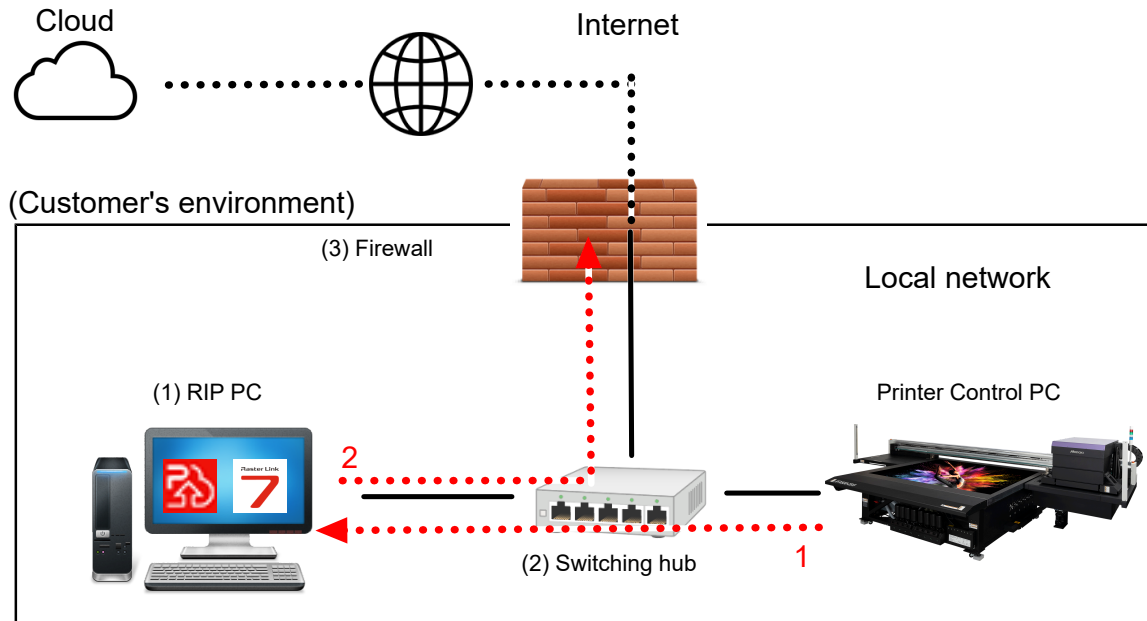 Cloud
Internet
(Customer's environment)
(3) Firewall
Local network
(1) RIP PC
Printer Control PC
2
Raster Link
7
1
(2) Switching hub